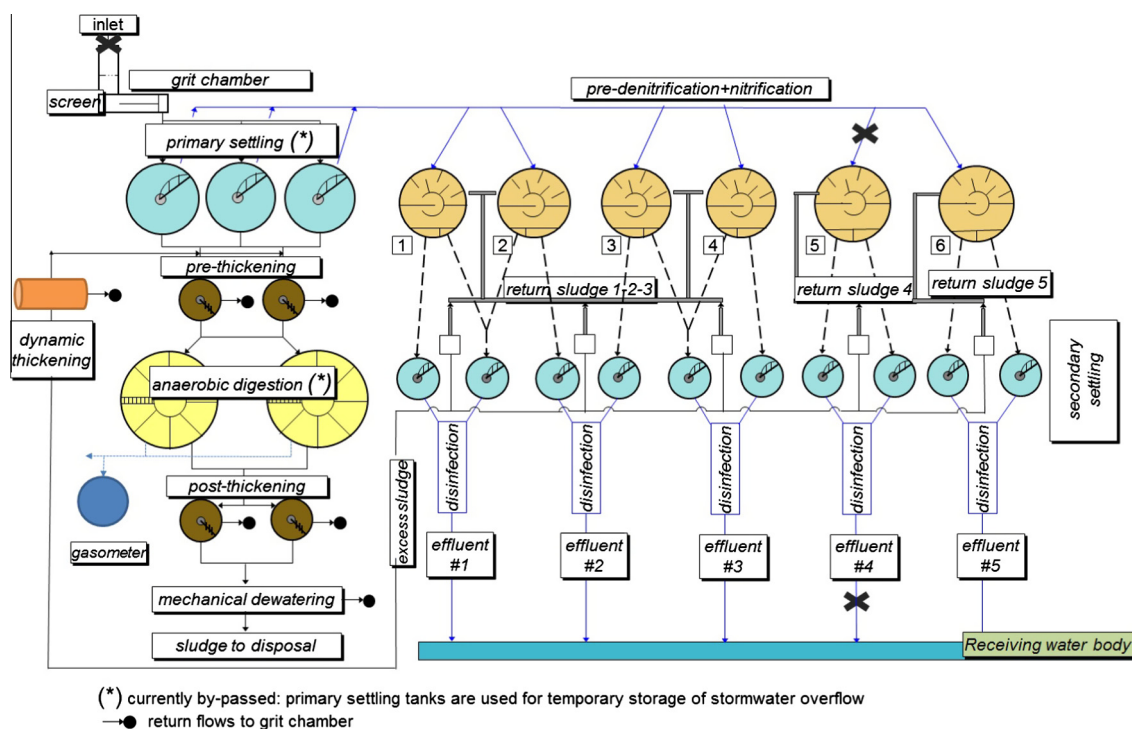 inlet
grit chamber
screen
primary settling (*)
pre-denitrification+nitrification
1
2
3
4
5
6
pre-thickening
return sludge 1-2-3
return sludge 4
return sludge 5
dynamic
thickening
anaerobic digestion (*)
secondary
settling
post-thickening
gasometer
excess sludge
disinfection
disinfection
disinfection
disinfection
disinfection
effluent
#1
effluent
#2
effluent
#3
effluent
#4
effluent
#5
mechanical dewatering
sludge to disposal
Receiving water body
(*) currently by-passed: primary settling tanks are used for temporary storage of stormwater overflow
return flows to grit chamber